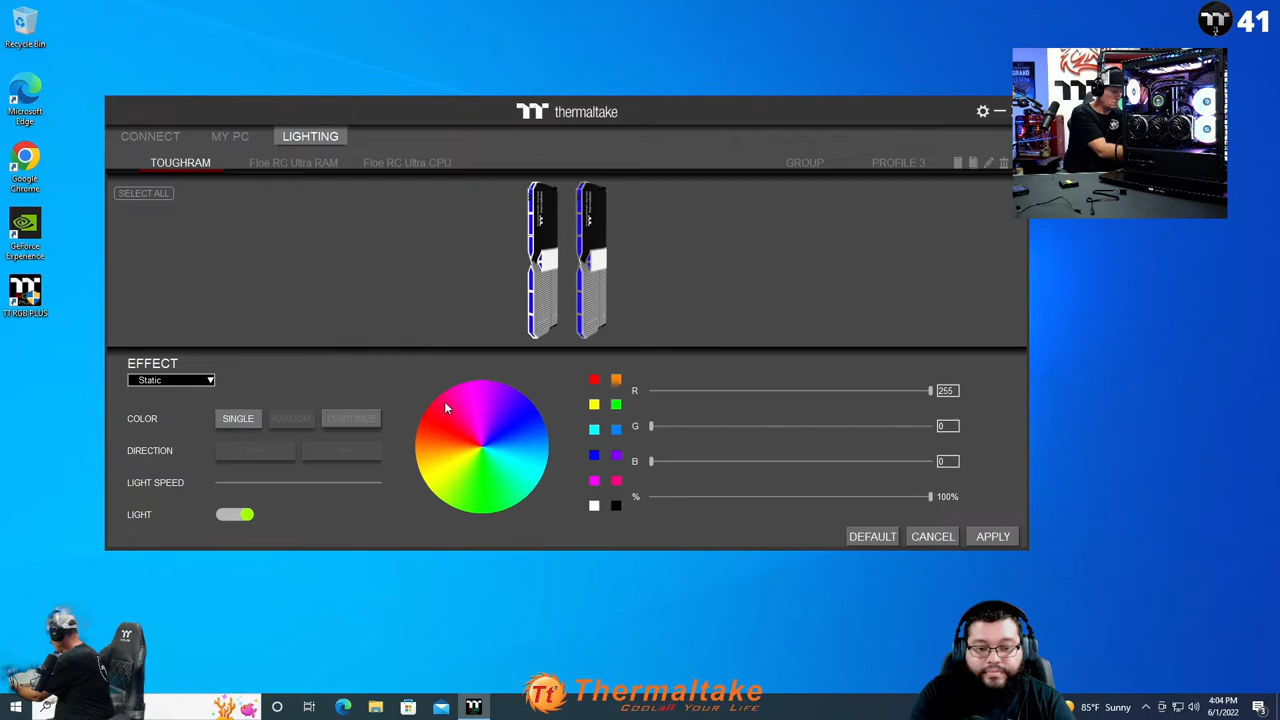 41
Recycle Bin
Microsoft
Edge
Google
Chrome
GeForce
Experience
TT RGB PLUS
thermaltake
CONNECT
MY PC
LIGHTING
TOUGHRAM
Floe RC Ultra RAM
Floe RC Ultra CPU
GROUP
PROFILE 3
SELECT ALL
EFFECT
Static
COLOR
SINGLE
RANDOM
CUSTOMIZE
DIRECTION
LIGHT SPEED
LIGHT
R
255
G
0
B
0
%
100%
DEFAULT
CANCEL
APPLY
Thermaltake
COOL all YOUR LIFE
85°F Sunny
4:04 PM
6/1/2022